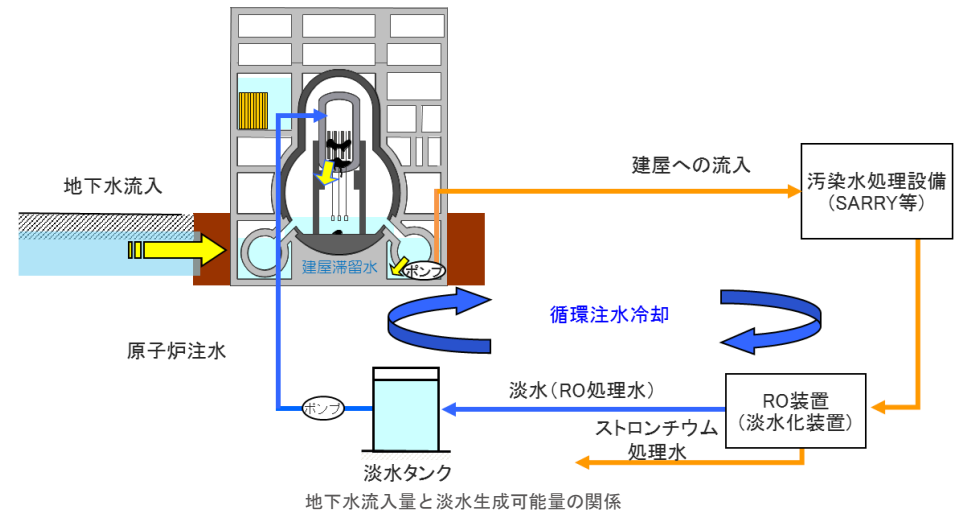 建屋への流入
汚染水処理設備
（SARRY等）
地下水流入
建屋滞留水
ポンプ
循環注水冷却
原子炉注水
淡水（RO処理水）
RO装置
（淡水化装置）
ポンプ
ストロンチウム
処理水
淡水タンク
地下水流入量と淡水生成可能量の関係